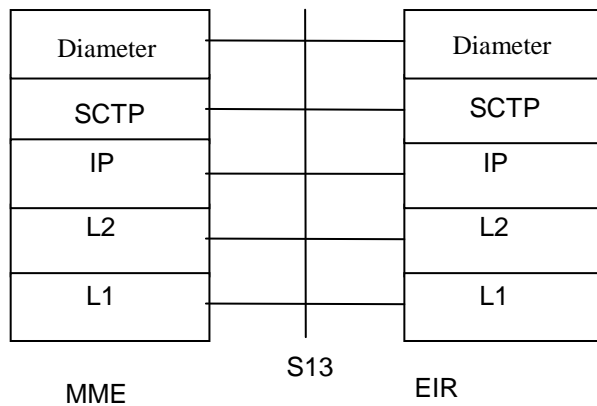 Diameter Diameter
SCTP SCTP
IP IP
L2 L2
L1 L1
S13
MME EIR